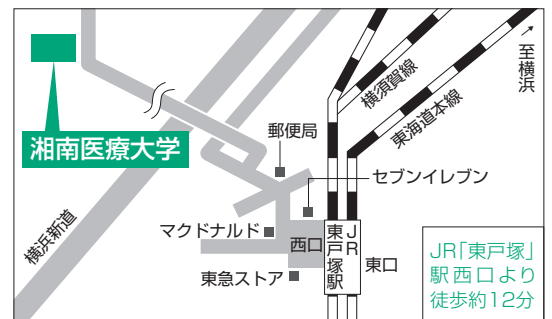 至横浜
横須賀線
東海道本線
郵便局
湘南医療大学
セブンイレブン
横浜新道
マクドナルド
西口
JR
東戸塚駅
東口
東急ストア
JR「東戸塚」
駅西口より
徒歩約12分